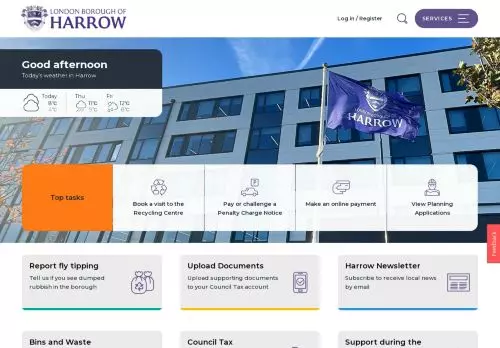 LONDON BOROUGH OF
HARROW
Log in / Register
SERVICES
Good afternoon
Today's weather in Harrow
Today
8°C
4°C
Thu
11°C
9°C
Fri
12°C
6°C
LONDON BOROUGH OF
HARROW
Top tasks
Book a visit to the
Recycling Centre
Pay or challenge a
Penalty Charge Notice
Make an online payment
View Planning
Applications
Feedback
Report fly tipping
Tell us if you see dumped
rubbish in the borough
Upload Documents
Upload supporting documents
to your Council Tax account
Harrow Newsletter
Subscribe to receive local news
by email
Bins and Waste
Council Tax
Support during the